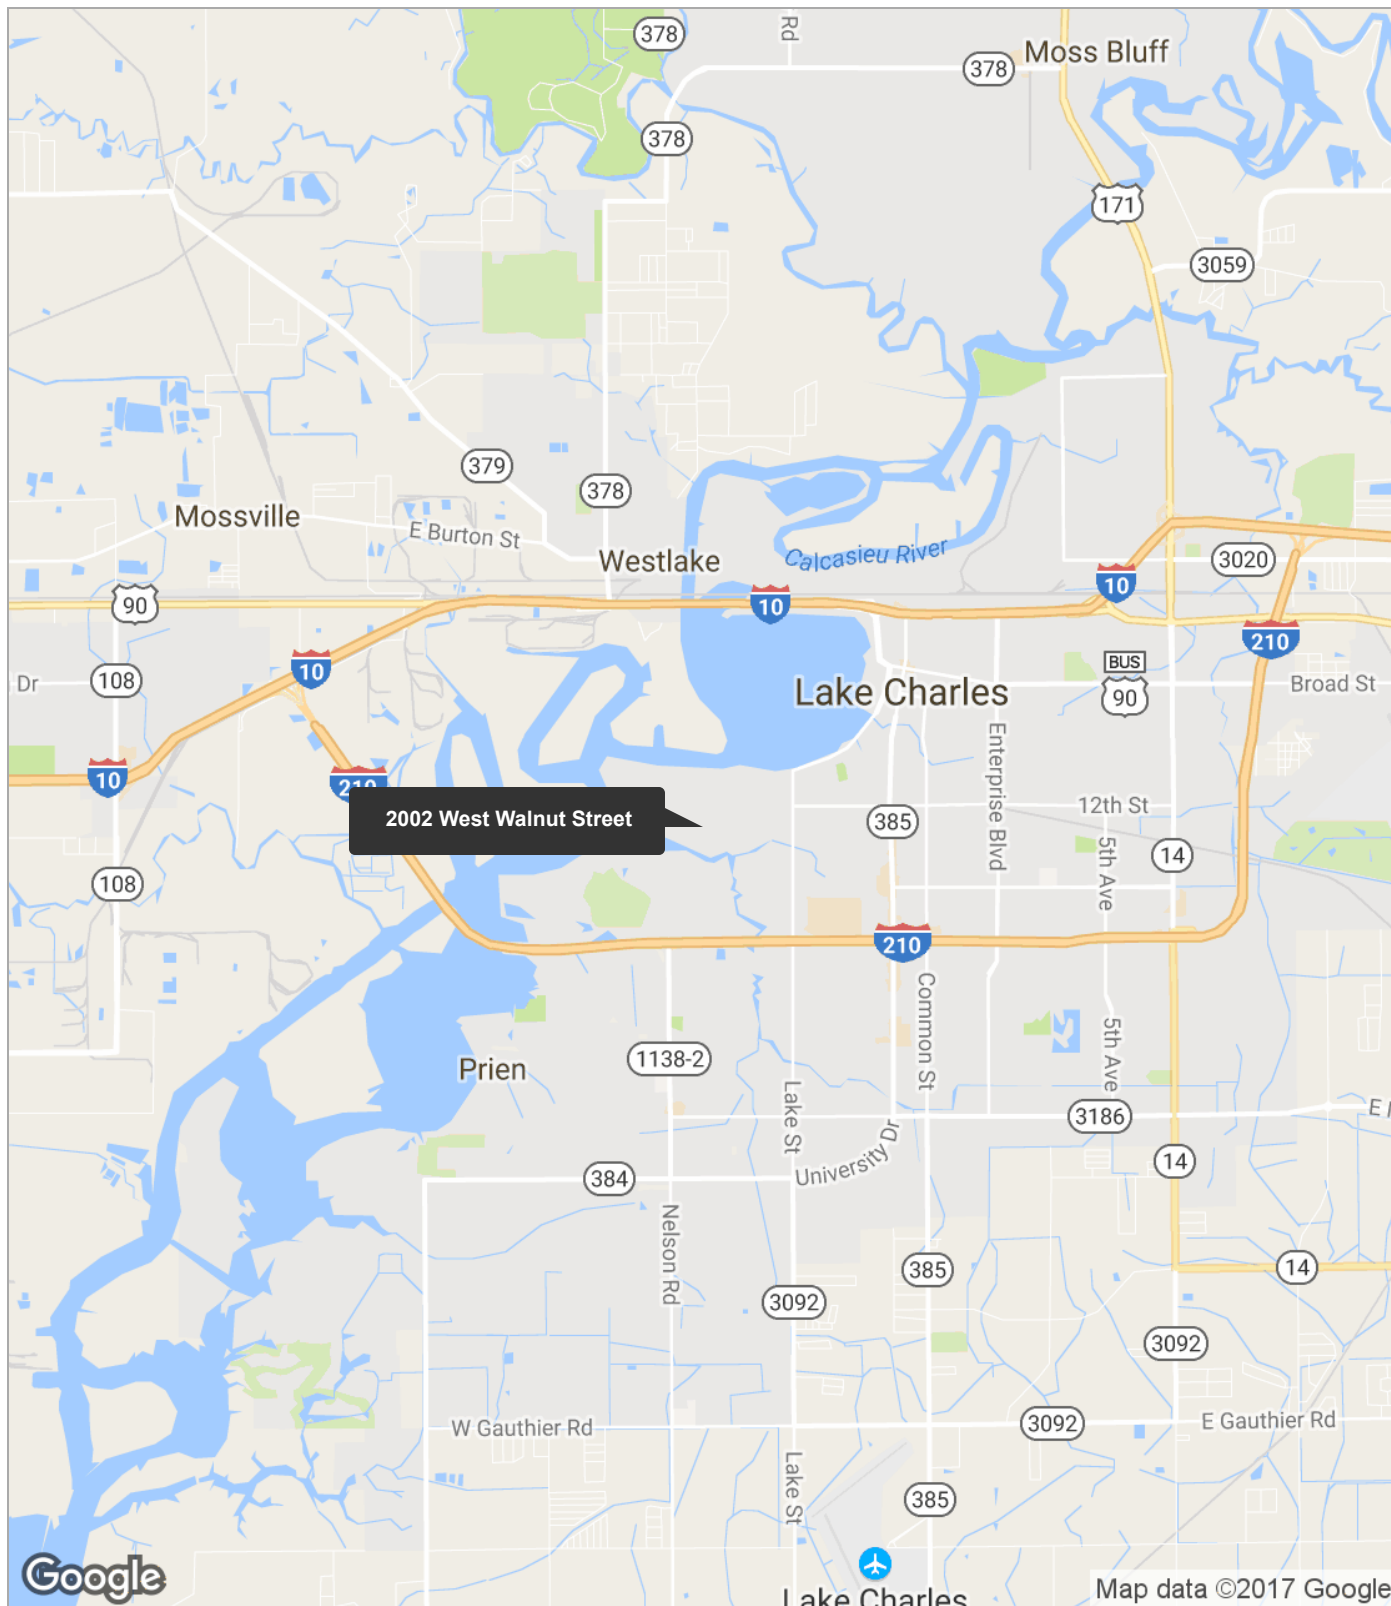 378
Rd
Moss Bluff
378
378
171
3059
379
378
Mossville
E Burton St
Westlake
Calcasieu River
3020
10
90
10
210
10
BUS
90
Dr
108
Lake Charles
Broad St
10
210
Enterprise Blvd
2002 West Walnut Street
12th St
385
5th Ave
14
108
210
Common St
5th Ave
Prien
1138-2
Lake St
3186
University Dr
14
384
Nelson Rd
385
14
3092
3092
W Gauthier Rd
3092
E Gauthier Rd
Lake St
385
Lake Charles
Google
Map data ©2017 Google